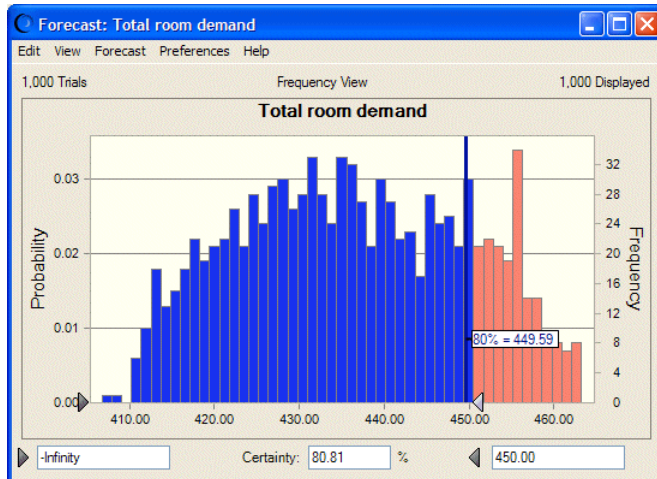 Forecast: Total room demand
Edit View Forecast Preferences Help
1,000 Trials Frequency View 1,000 Displayed
Total room demand
Probability
0.03
0.02
0.01
0.00
80% = 449.59
32
28
24
20
16
12
8
4
0
Frequency
410.00 420.00 430.00 440.00 450.00 460.00
-Infinity Certainty: 80.81 % 450.00